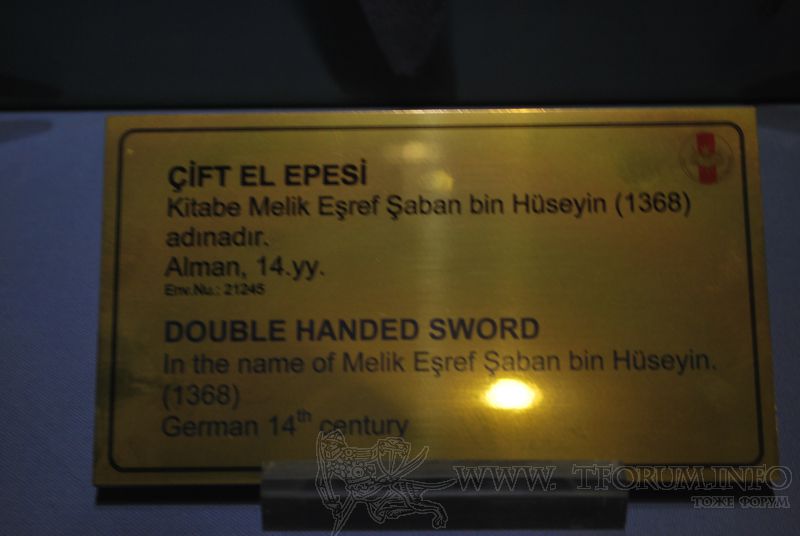 ÇİFT EL EPESİ
Kitabe Melik Eşref Şaban bin Hüseyin (1368)
adınadır.
Alman, 14.yy.
Env.Nu.: 21245
DOUBLE HANDED SWORD
In the name of Melik Eşref Şaban bin Hüseyin.
(1368)
German 14th century
WWW. TFORUM.INFO
ТОЖЕ ФОРУМ